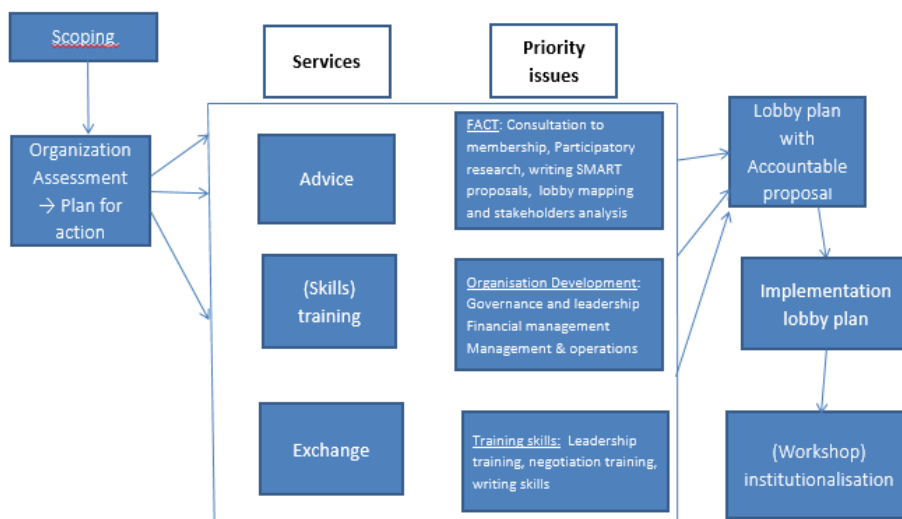 Scoping
Organization
Assessment
→ Plan for
action
Services
Advice
(Skills)
training
Exchange
Priority
issues
FACT: Consultation to
membership, Participatory
research, writing SMART
proposals, lobby mapping
and stakeholders analysis
Organisation Development:
Governance and leadership
Financial management
Management & operations
Training skills: Leadership
training, negotiation training,
writing skills
Lobby plan
with
Accountable
proposal
Implementation
lobby plan
(Workshop)
institutionalisation